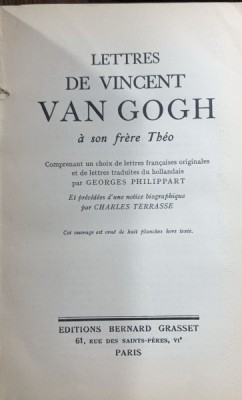 LETTRES
DE VINCENT
VAN GOGH
à son frère Théo
Comprenant un choix de lettres françaises originales
et de lettres traduites du hollandais
par GEORGES PHILIPPART
Et précédées d'une notice biographique
par CHARLES TERRASSE
Cet ouvrage est orné de huit planches hors texte.
EDITIONS BERNARD GRASSET
61, RUE DES SAINTS-PÈRES, VIᵉ
PARIS